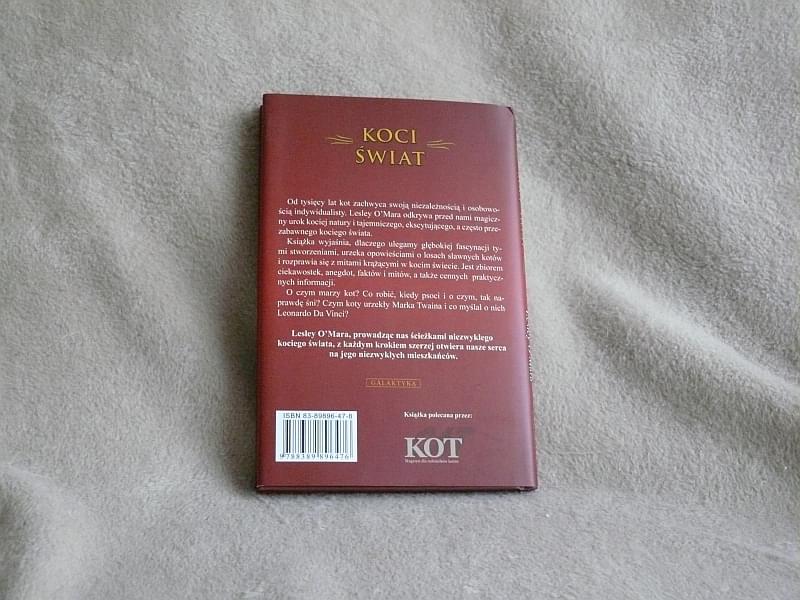 KOCI
ŚWIAT
Od tysięcy lat kot zachwyca swoją niezależnością i osobowo-
ścią indywidualisty. Lesley O'Mara odkrywa przed nami magicz-
ny urok kociej natury i tajemniczego, ekscytującego, a często prze-
zabawnego kociego świata.
Książka wyjaśnia, dlaczego ulegamy głębokiej fascynacji ty-
mi stworzeniami, urzeka opowieściami o losach sławnych kotów
i rozprawia się z mitami krążącymi w kocim świecie. Jest zbiorem
ciekawostek, anegdot, faktów i mitów, a także cennych praktycz-
nych informacji.
O czym marzy kot? Co robić, kiedy psoci i o czym, tak na-
prawdę śni? Czym koty urzekły Marka Twaina i co myślał o nich
Leonardo Da Vinci?
Lesley O'Mara, prowadząc nas ścieżkami niezwykłego
kociego świata, z każdym krokiem szerzej otwiera nasze serca
na jego niezwykłych mieszkańców.
GALAKTYKA
ISBN 83-89896-47-8
9788389896476
Książka polecana przez:
KOT